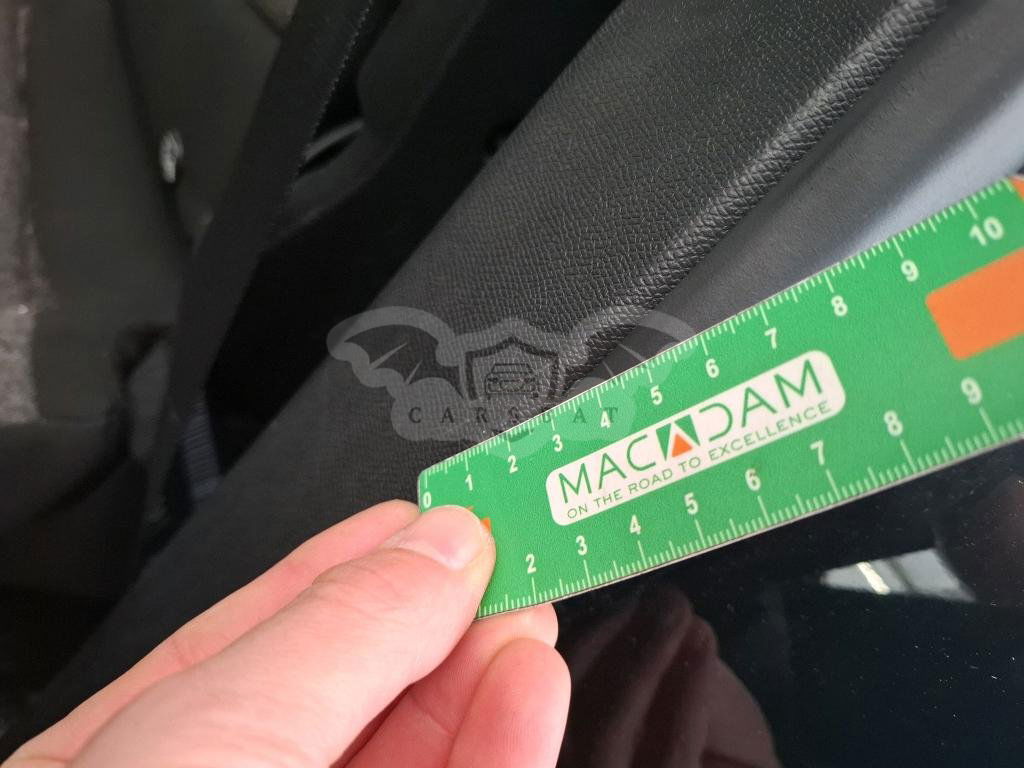 CARSCAT
0 1 2 3 4 5 6 7 8 9 10
MACADAM
ON THE ROAD TO EXCELLENCE
2 3 4 5 6 7 8 9